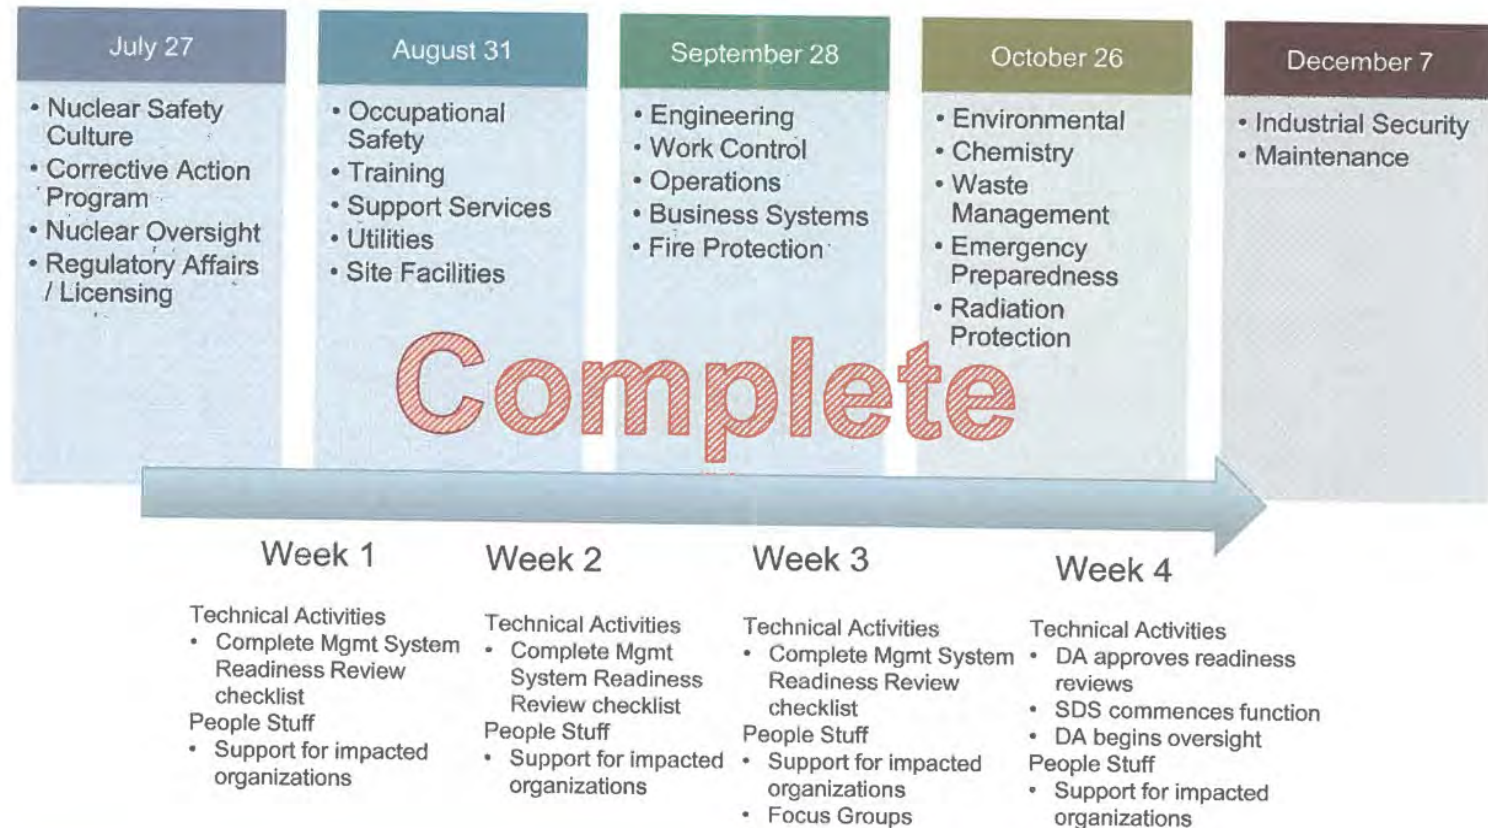 July 27
• Nuclear Safety
Culture
• Corrective Action
Program
• Nuclear Oversight
• Regulatory Affairs
/ Licensing
August 31
• Occupational
Safety
• Training
• Support Services
• Utilities
• Site Facilities
September 28
• Engineering
• Work Control
• Operations
• Business Systems
• Fire Protection
October 26
• Environmental
• Chemistry
• Waste
Management
• Emergency
Preparedness
• Radiation
Protection
December 7
• Industrial Security
• Maintenance
Complete
Week 1
Technical Activities
• Complete Mgmt System
Readiness Review
checklist
People Stuff
• Support for impacted
organizations
Week 2
Technical Activities
• Complete Mgmt
System Readiness
Review checklist
People Stuff
• Support for impacted
organizations
Week 3
Technical Activities
• Complete Mgmt System
Readiness Review
checklist
People Stuff
• Support for impacted
organizations
• Focus Groups
Week 4
Technical Activities
• DA approves readiness
reviews
• SDS commences function
• DA begins oversight
People Stuff
• Support for impacted
organizations